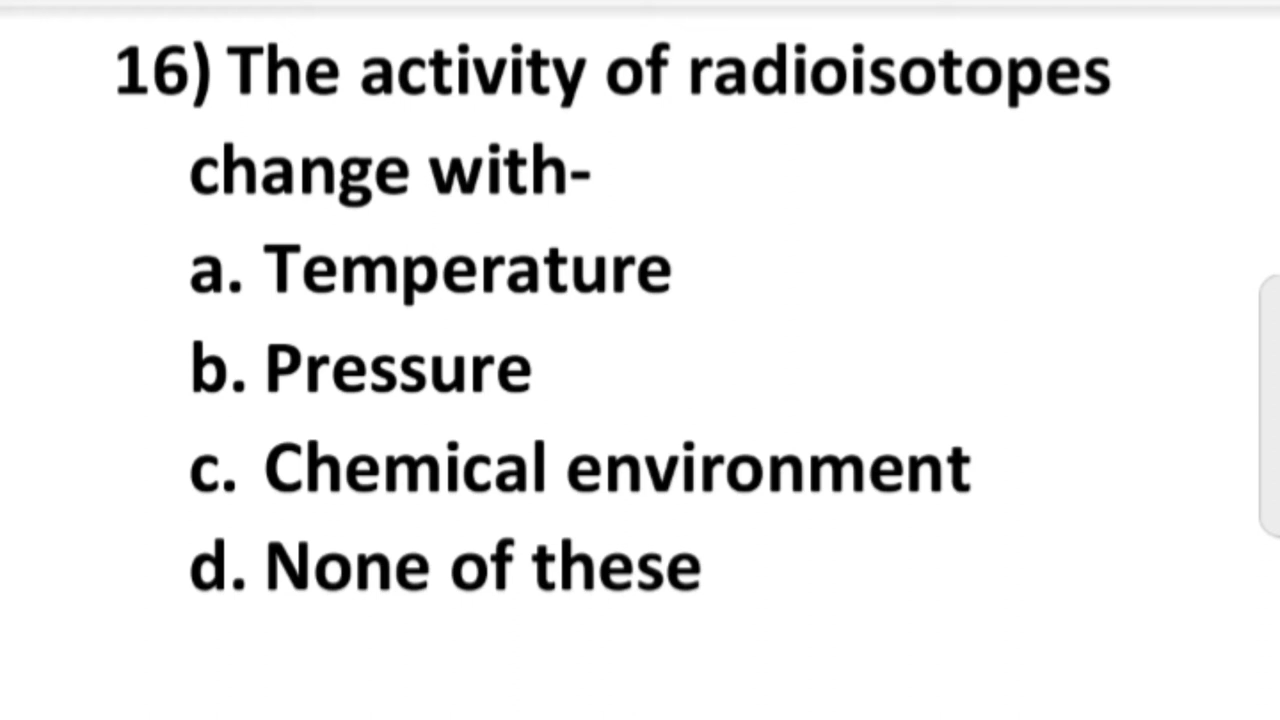 16) The activity of radioisotopes
change with-
a. Temperature
b. Pressure
c. Chemical environment
d. None of these